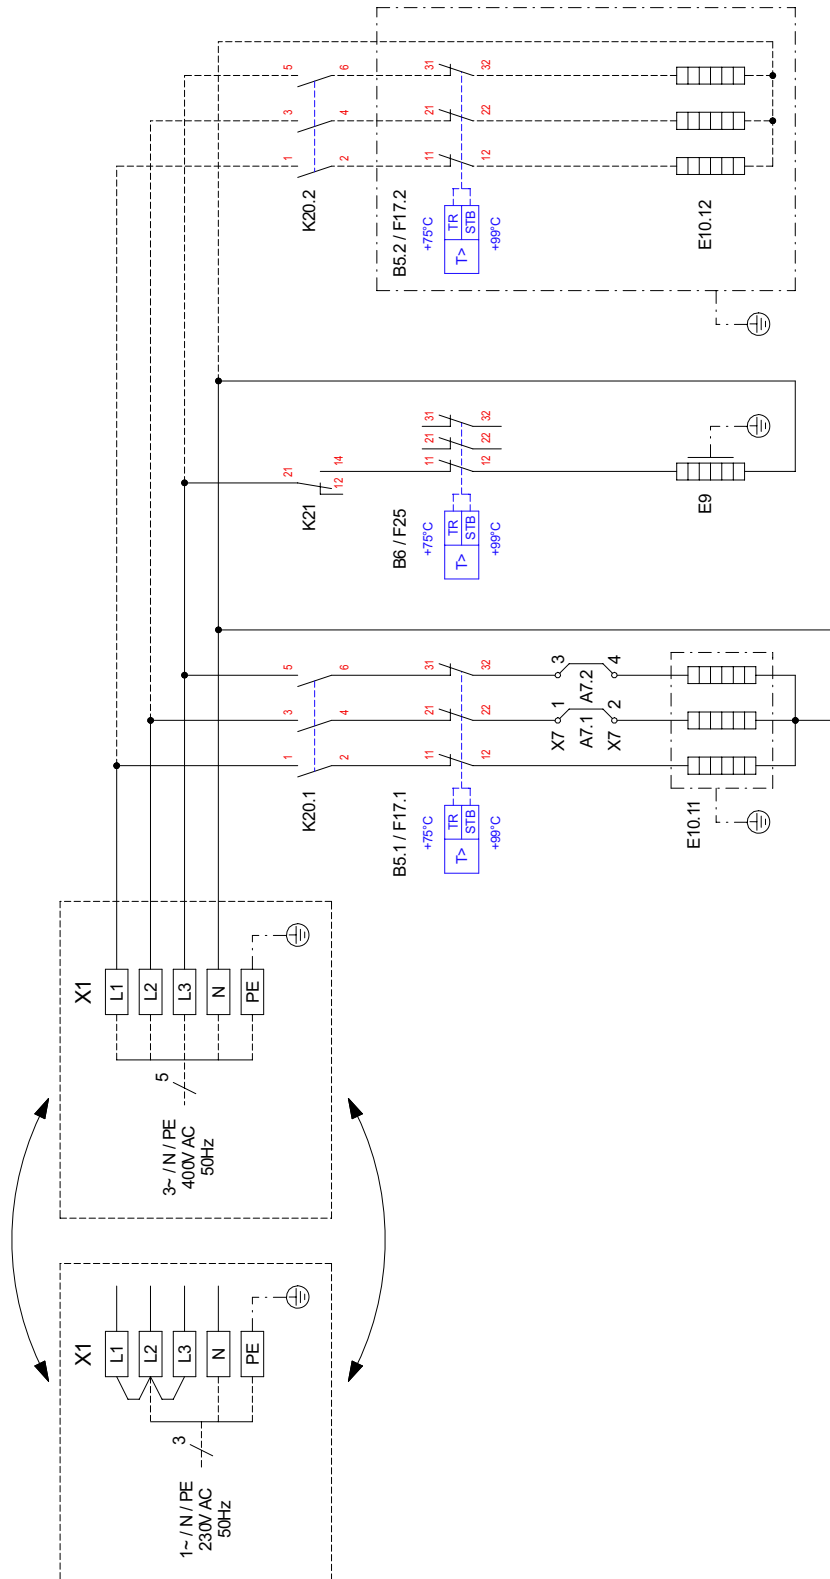 1~ / N / PE
230V AC
50Hz
3
X1
L1
L2
L3
N
PE
3~ / N / PE
400V AC
50Hz
5
X1
L1
L2
L3
N
PE
K20.1
1
2
3
4
5
6
B5.1 / F17.1
+75°C
T>
TR
STB
+99°C
11
12
21
22
31
32
X7 1
A7.1
X7 2
3
A7.2
4
E10.11
K21
21
14
12
B6 / F25
+75°C
T>
TR
STB
+99°C
11
12
21
22
31
32
E9
K20.2
1
2
3
4
5
6
B5.2 / F17.2
+75°C
T>
TR
STB
+99°C
11
12
21
22
31
32
E10.12